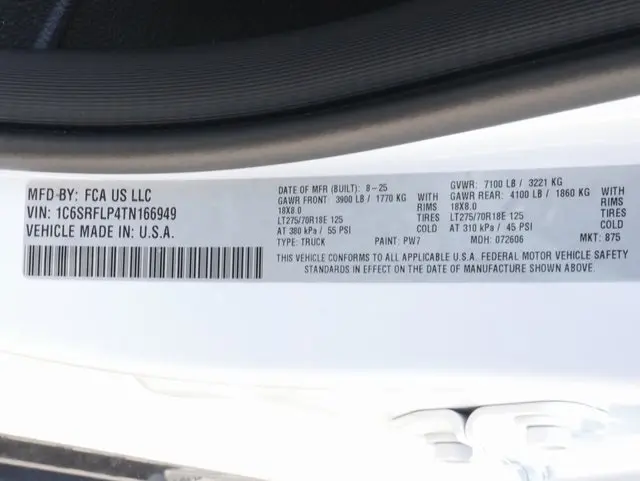 MFD BY: FCA US LLC
VIN: 1C6SRFLP4TN166949
VEHICLE MADE IN: U.S.A.
DATE OF MFR (BUILT): 8-25
GAWR FRONT: 3900 LB / 1770 KG WITH
18X8.0 RIMS
LT275/70R18E 125 TIRES
AT 380 kPa / 55 PSI COLD
TYPE: TRUCK PAINT: PW7
GVWR: 7100 LB / 3221 KG
GAWR REAR: 4100 LB / 1860 KG WITH
18X8.0 RIMS
LT275/70R18E 125 TIRES
AT 310 kPa / 45 PSI COLD
MDH: 072606 MKT: 875
THIS VEHICLE CONFORMS TO ALL APPLICABLE U.S.A. FEDERAL MOTOR VEHICLE SAFETY
STANDARDS IN EFFECT ON THE DATE OF MANUFACTURE SHOWN ABOVE.